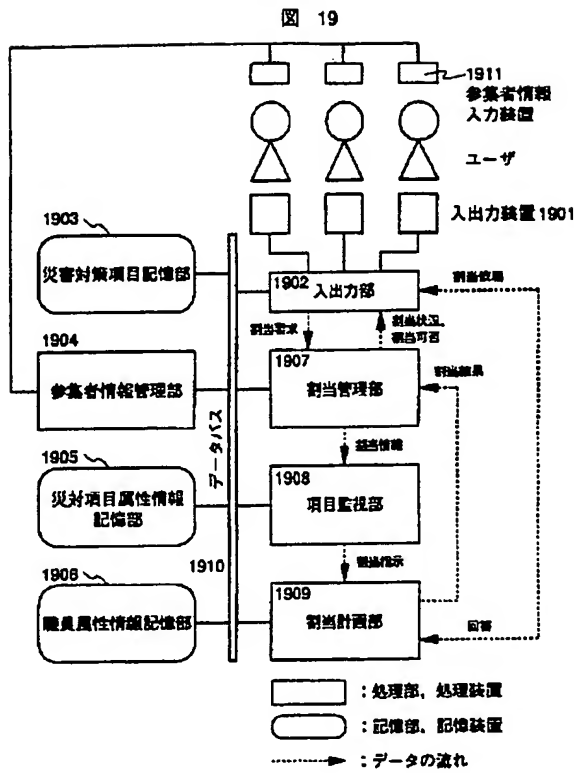 図 19
1911
参集者情報
入力装置
ユーザ
入出力装置1901
1903
災害対策項目記憶部
1902
入出力部
割当依頼
割当要求
割当状況,
割当可否
1904
参集者情報管理部
1907
割当管理部
割当結果
データバス
割当情報
1905
災対項目属性情報
記憶部
1908
項目監視部
1910
割当指示
1906
職員属性情報記憶部
1909
割当計画部
回答
:処理部,処理装置
:記憶部,記憶装置
:データの流れ